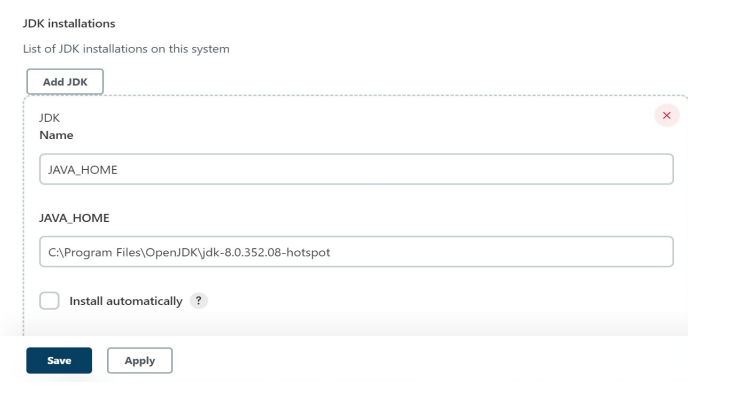 JDK installations
List of JDK installations on this system
Add JDK
JDK
Name
JAVA_HOME
JAVA_HOME
C:\Program Files\OpenJDK\jdk-8.0.352.08-hotspot
Install automatically ?
Save Apply